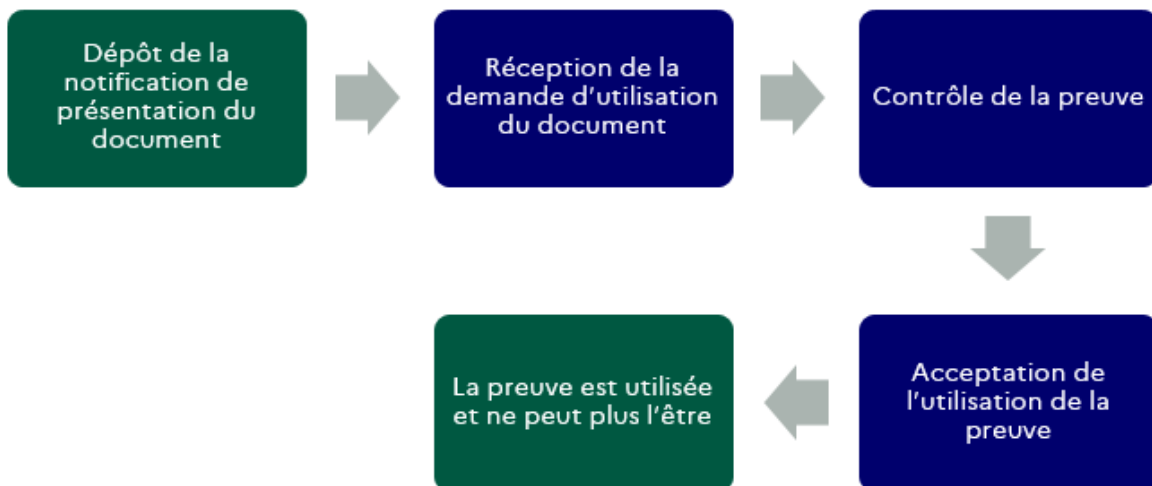 Dépôt de la
notification de
présentation du
document
Réception de la
demande d'utilisation
du document
Contrôle de la preuve
Acceptation de
l'utilisation de la
preuve
La preuve est utilisée
et ne peut plus l'être